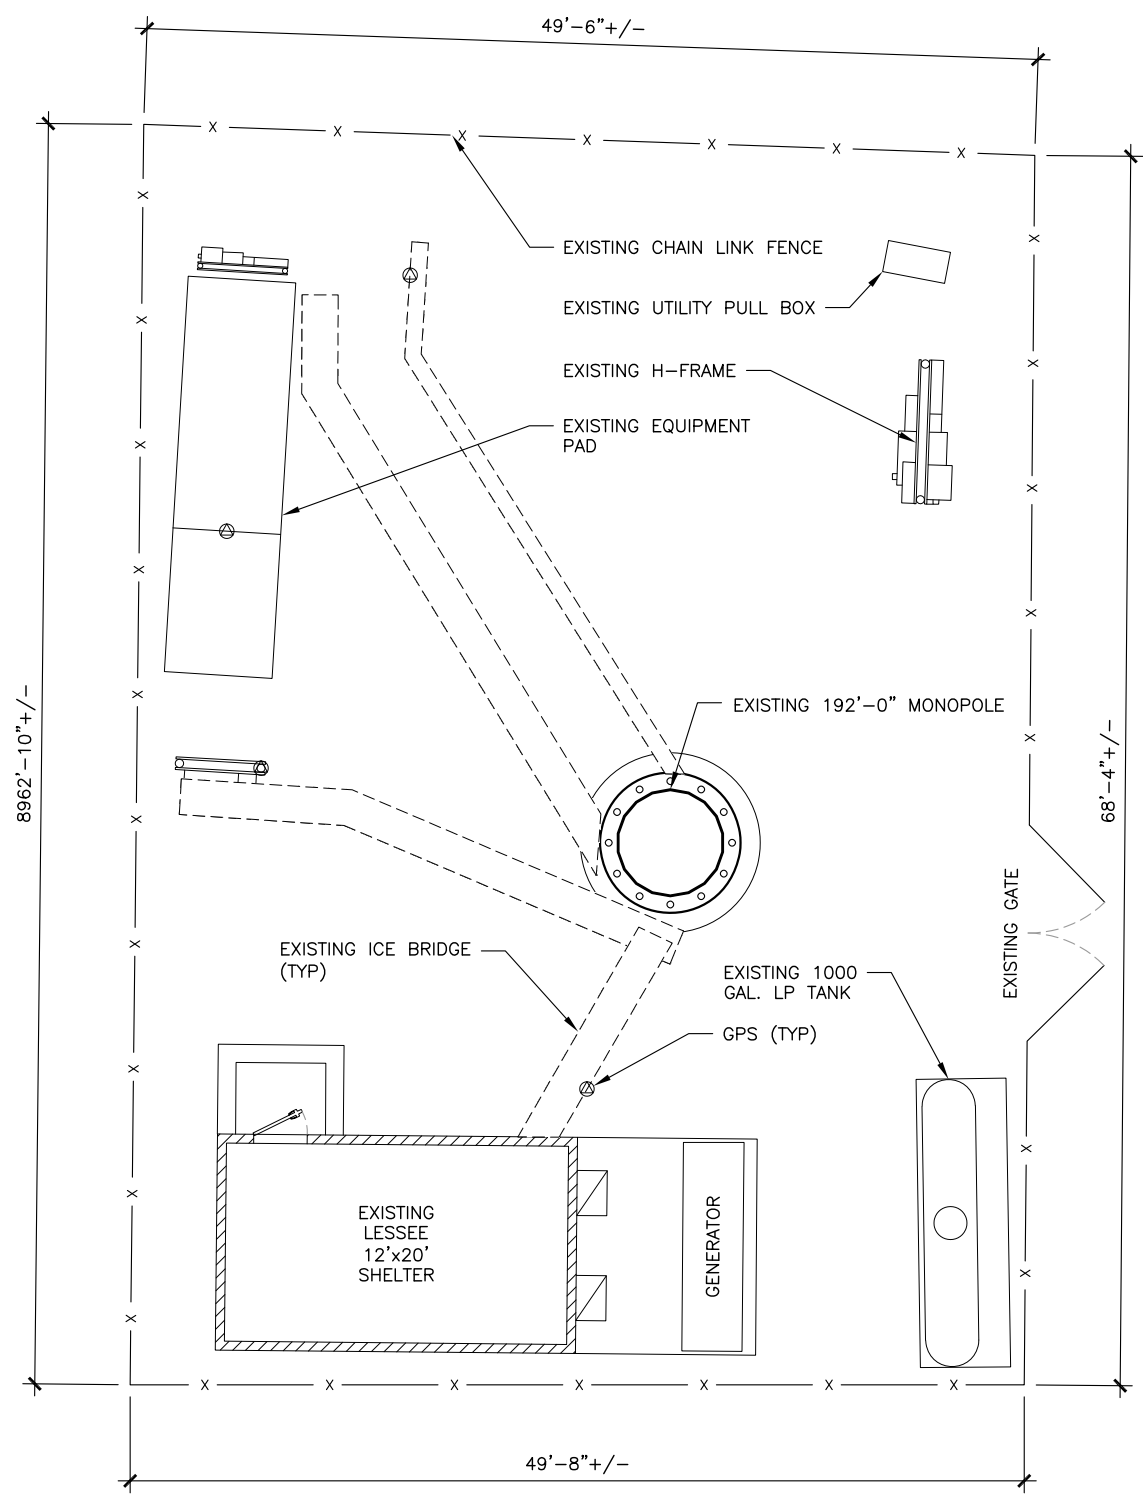 49'-6"+/-
EXISTING CHAIN LINK FENCE
EXISTING UTILITY PULL BOX
EXISTING H-FRAME
EXISTING EQUIPMENT
PAD
8962'-10"+/-
EXISTING 192'-0" MONOPOLE
68'-4"+/-
EXISTING GATE
EXISTING ICE BRIDGE
(TYP)
EXISTING 1000
GAL. LP TANK
GPS (TYP)
EXISTING
LESSEE
12'x20'
SHELTER
GENERATOR
49'-8"+/-